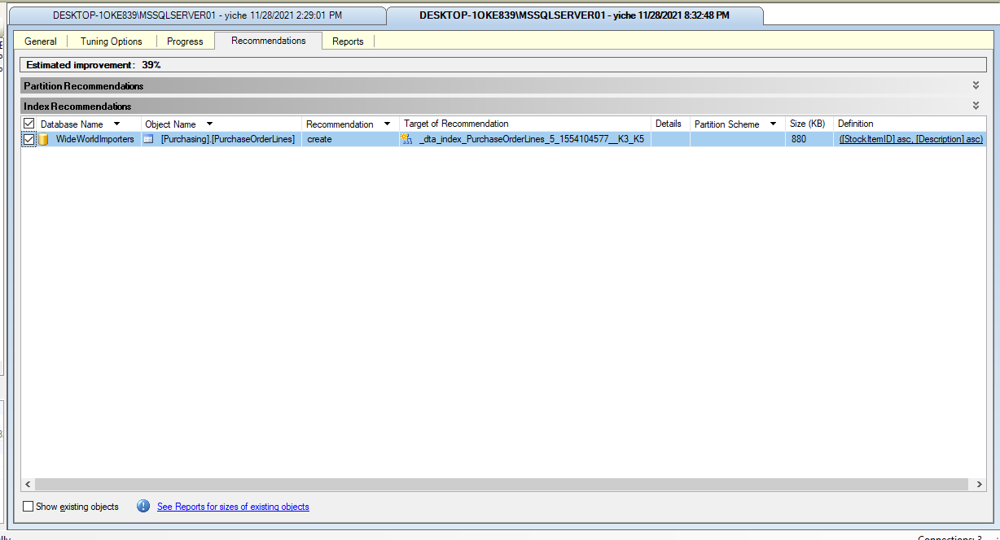 DESKTOP-1OKE839\MSSQLSERVER01 - yiche 11/28/2021 2:29:01 PM DESKTOP-1OKE839\MSSQLSERVER01 - yiche 11/28/2021 8:32:48 PM
General Tuning Options Progress Recommendations Reports
Estimated improvement: 39%
Partition Recommendations
Index Recommendations
Database Name Object Name Recommendation Target of Recommendation Details Partition Scheme Size (KB) Definition
WideWorldImporters [Purchasing].[PurchaseOrderLines] create _dta_index_PurchaseOrderLines_5_1554104577__K3_K5 880 ([StockItemID] asc, [Description] asc)
Show existing objects See Reports for sizes of existing objects